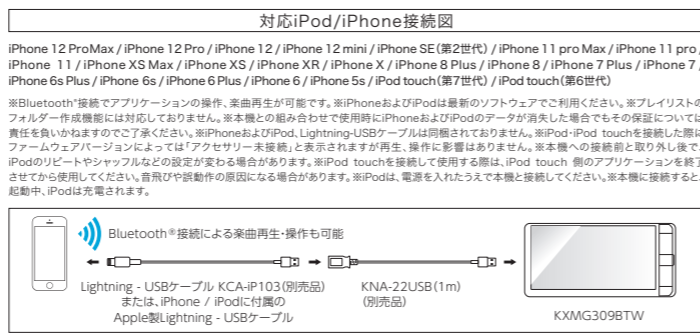 対応iPod/iPhone接続図
iPhone 12 ProMax / iPhone 12 Pro / iPhone 12 / iPhone 12 mini / iPhone SE(第2世代) / iPhone 11 pro Max / iPhone 11 pro /
iPhone 11 / iPhone XS Max / iPhone XS / iPhone XR / iPhone X / iPhone 8 Plus / iPhone 8 / iPhone 7 Plus / iPhone 7 /
iPhone 6s Plus / iPhone 6s / iPhone 6 Plus / iPhone 6 / iPhone 5s / iPod touch(第7世代) / iPod touch(第6世代)
※Bluetooth®接続でアプリケーションの操作、楽曲再生が可能です。※iPhoneおよびiPodは最新のソフトウェアでご利用ください。※プレイリストの
フォルダー作成機能には対応しておりません。※本機との組み合わせで使用時にiPhoneおよびiPodのデータが消失した場合でもその保証については
責任を負いかねますのでご了承ください。※iPhoneおよびiPod、Lightning-USBケーブルは同梱されておりません。※iPod・iPod touchを接続した際に
ファームウェアバージョンによっては「アクセサリー未接続」と表示されますが再生、操作に影響はありません。※本機への接続前と取り外し後で、
iPodのリピートやシャッフルなどの設定が変わる場合があります。※iPod touchを接続して使用する際は、iPod touch 側のアプリケーションを終了
させてから使用してください。音飛びや誤動作の原因になる場合があります。※iPodは、電源を入れたうえで本機と接続してください。※本機に接続すると、
起動中、iPodは充電されます。
Bluetooth®接続による楽曲再生・操作も可能
Lightning - USBケーブル KCA-iP103(別売品)
または、iPhone / iPodに付属の
Apple製Lightning - USBケーブル
KNA-22USB(1m)
(別売品)
KXMG309BTW